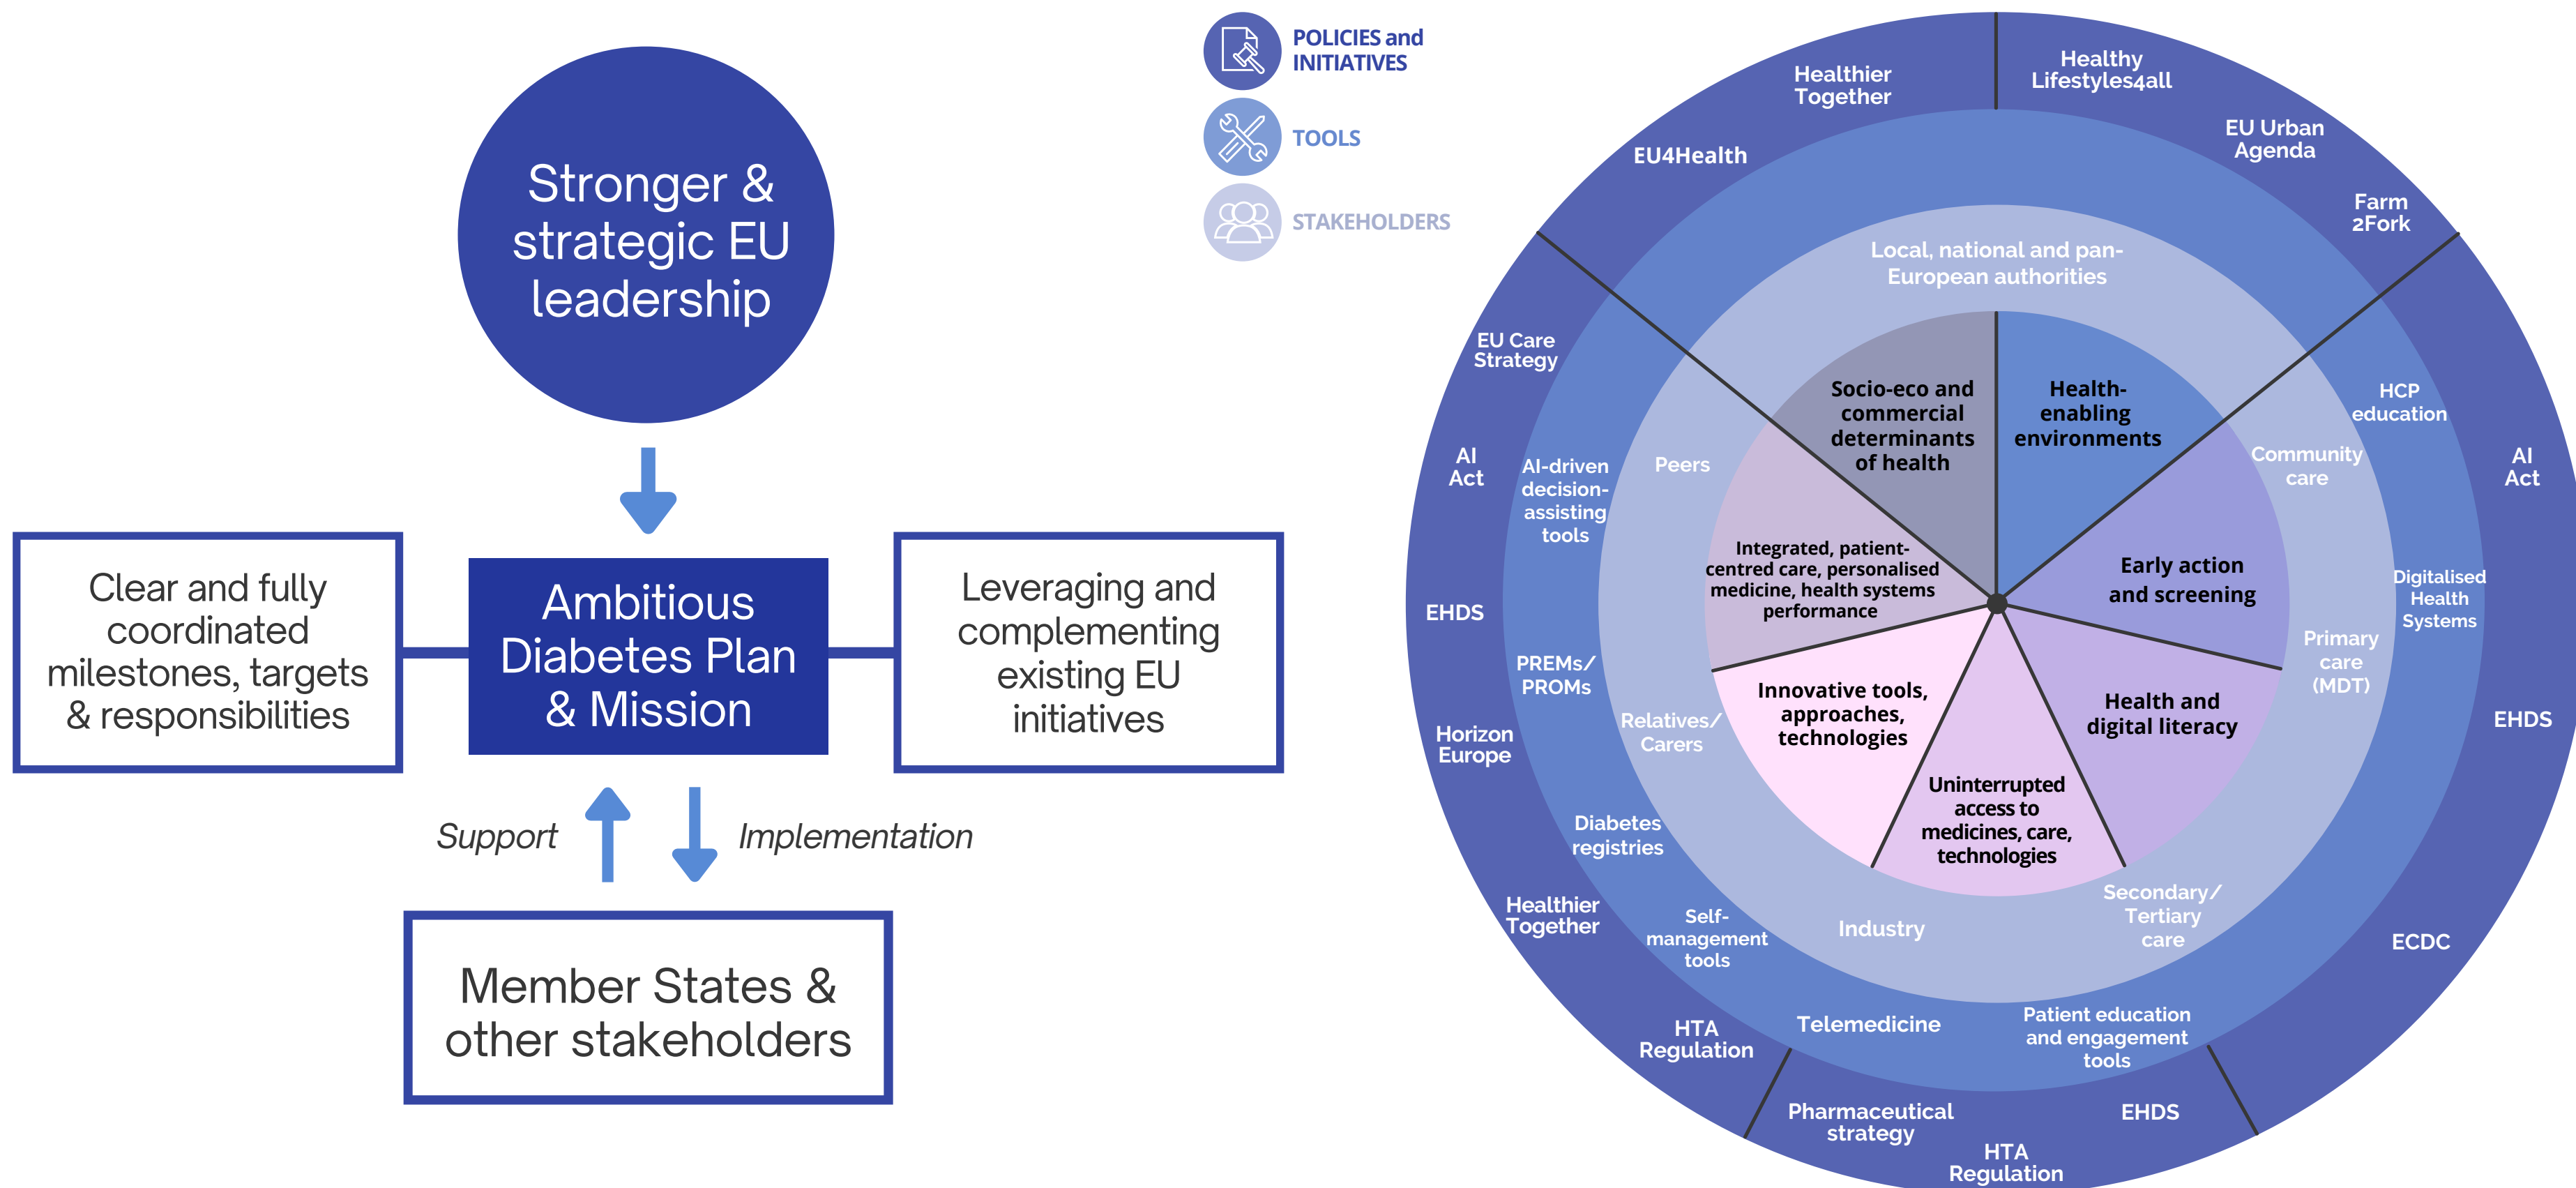 Stronger &
strategic EU
leadership
Clear and fully
coordinated
milestones, targets
& responsibilities
Ambitious
Diabetes Plan
& Mission
Leveraging and
complementing
existing EU
initiatives
Support
Implementation
Member States &
other stakeholders
POLICIES and
INITIATIVES
TOOLS
STAKEHOLDERS
Healthier
Together
EU4Health
Healthy
Lifestyles4all
EU Urban
Agenda
Farm
2Fork
AI
Act
EHDS
ECDC
EHDS
HTA
Regulation
Pharmaceutical
strategy
HTA
Regulation
Healthier
Together
Horizon
Europe
EHDS
AI
Act
EU Care
Strategy
HCP
education
Digitalised
Health
Systems
Patient education
and engagement
tools
Telemedicine
Self-
management
tools
Diabetes
registries
PREMs/
PROMs
AI-driven
decision-
assisting
tools
Local, national and pan-
European authorities
Community
care
Primary
care
(MDT)
Secondary/
Tertiary
care
Industry
Relatives/
Carers
Peers
Socio-eco and
commercial
determinants
of health
Health-
enabling
environments
Early action
and screening
Health and
digital literacy
Uninterrupted
access to
medicines, care,
technologies
Innovative tools,
approaches,
technologies
Integrated, patient-
centred care, personalised
medicine, health systems
performance